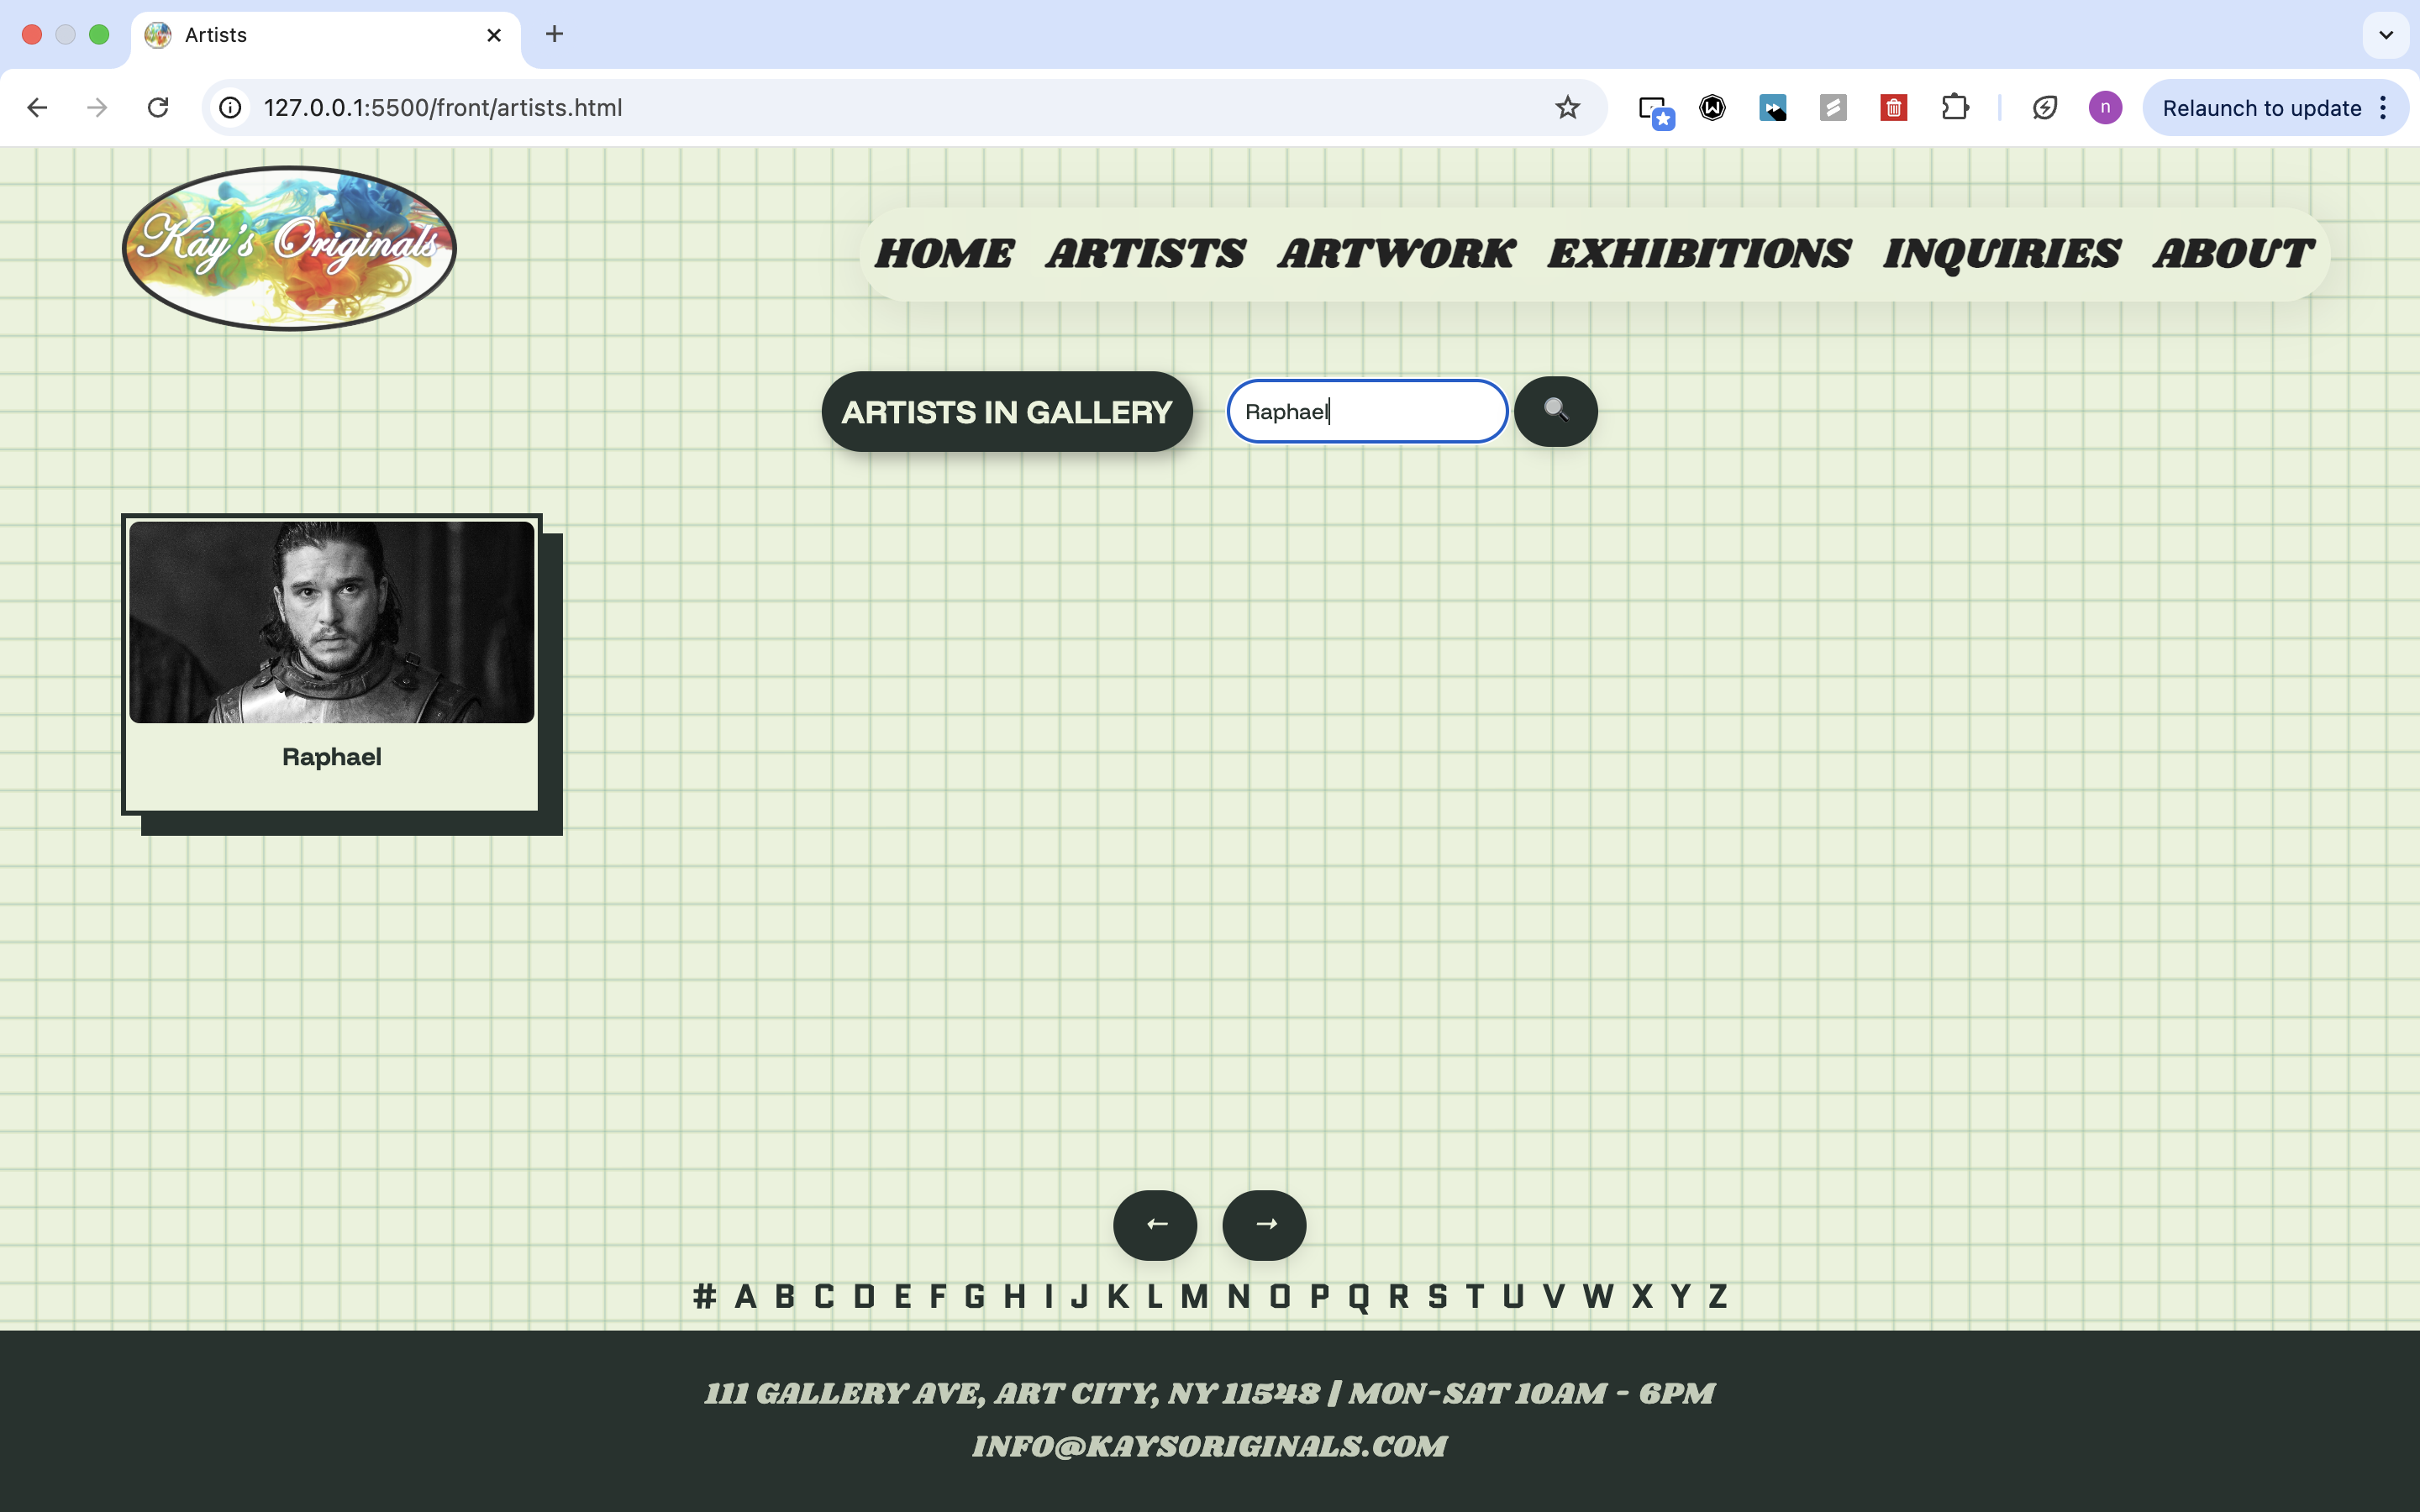 Artists
127.0.0.1:5500/front/artists.html
n
Relaunch to update
Kay's Originals
HOME ARTISTS ARTWORK EXHIBITIONS INQUIRIES ABOUT
ARTISTS IN GALLERY
Raphael
Raphael
← →
# A B C D E F G H I J K L M N O P Q R S T U V W X Y Z
111 GALLERY AVE, ART CITY, NY 11548 | MON-SAT 10AM - 6PM
INFO@KAYSORIGINALS.COM